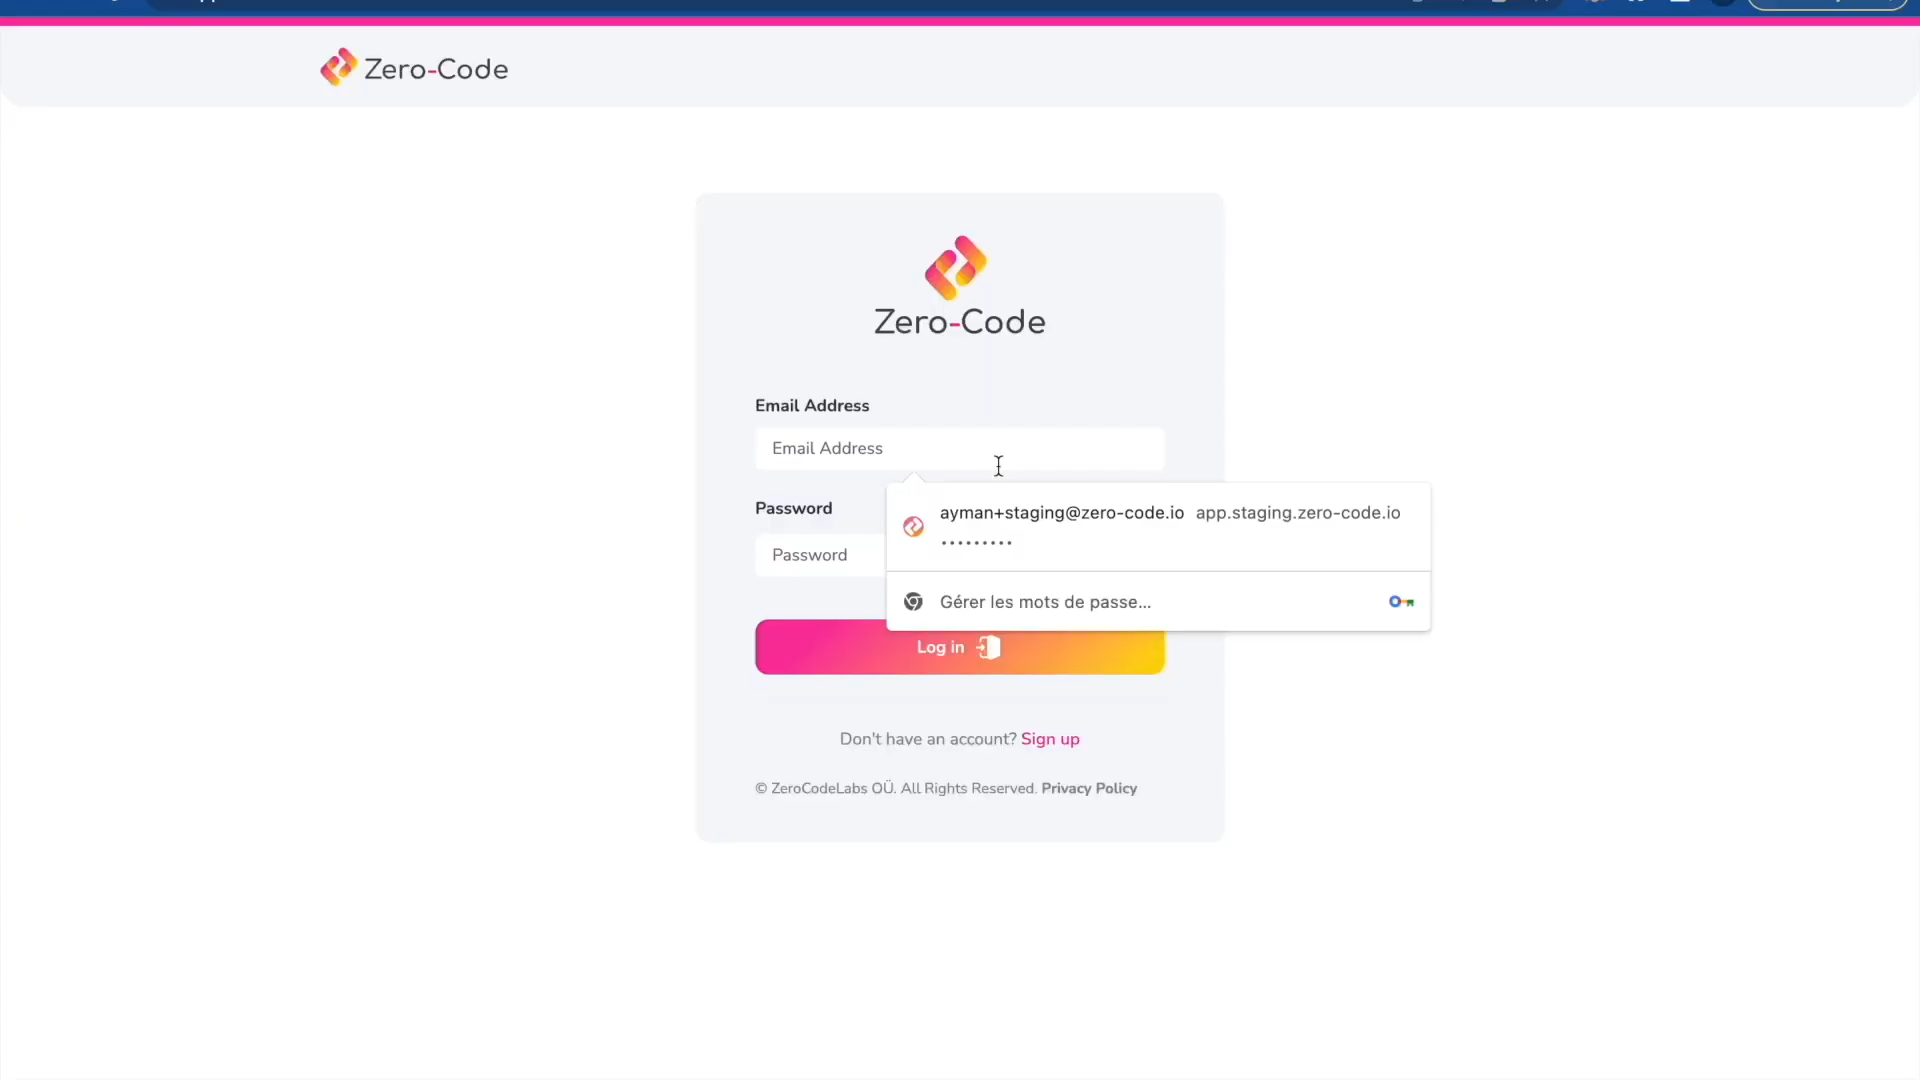 Zero-Code
Zero-Code
Email Address
Email Address
ayman+staging@zero-code.io app.staging.zero-code.io
Password
•••••••••
Password
Gérer les mots de passe...
Log in
Don't have an account? Sign up
© ZeroCodeLabs OÜ. All Rights Reserved. Privacy Policy